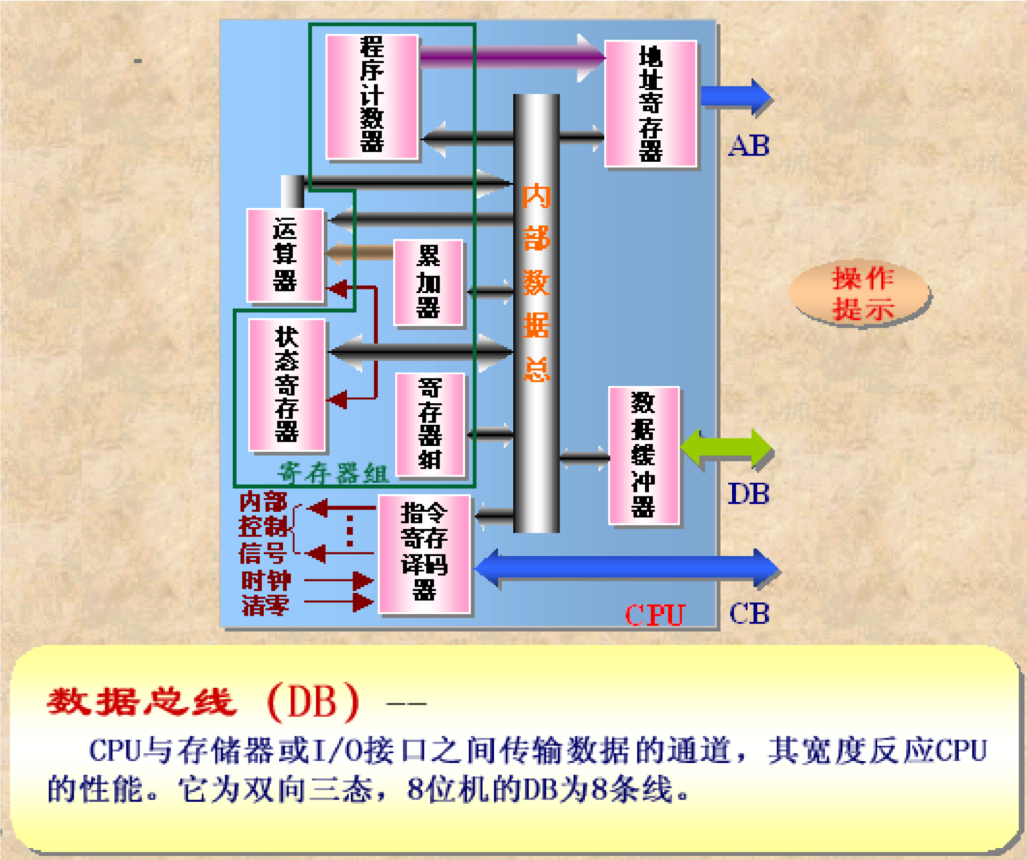 程序计数器
地址寄存器
AB
内部数据总
运算器
累加器
操作
提示
状态寄存器
寄存器组
数据缓冲器
DB
寄存器组
内部
控制
信号
时钟
清零
指令
寄存
译码
器
CPU
CB
数据总线（DB）--
CPU与存储器或I/O接口之间传输数据的通道，其宽度反应CPU
的性能。它为双向三态，8位机的DB为8条线。